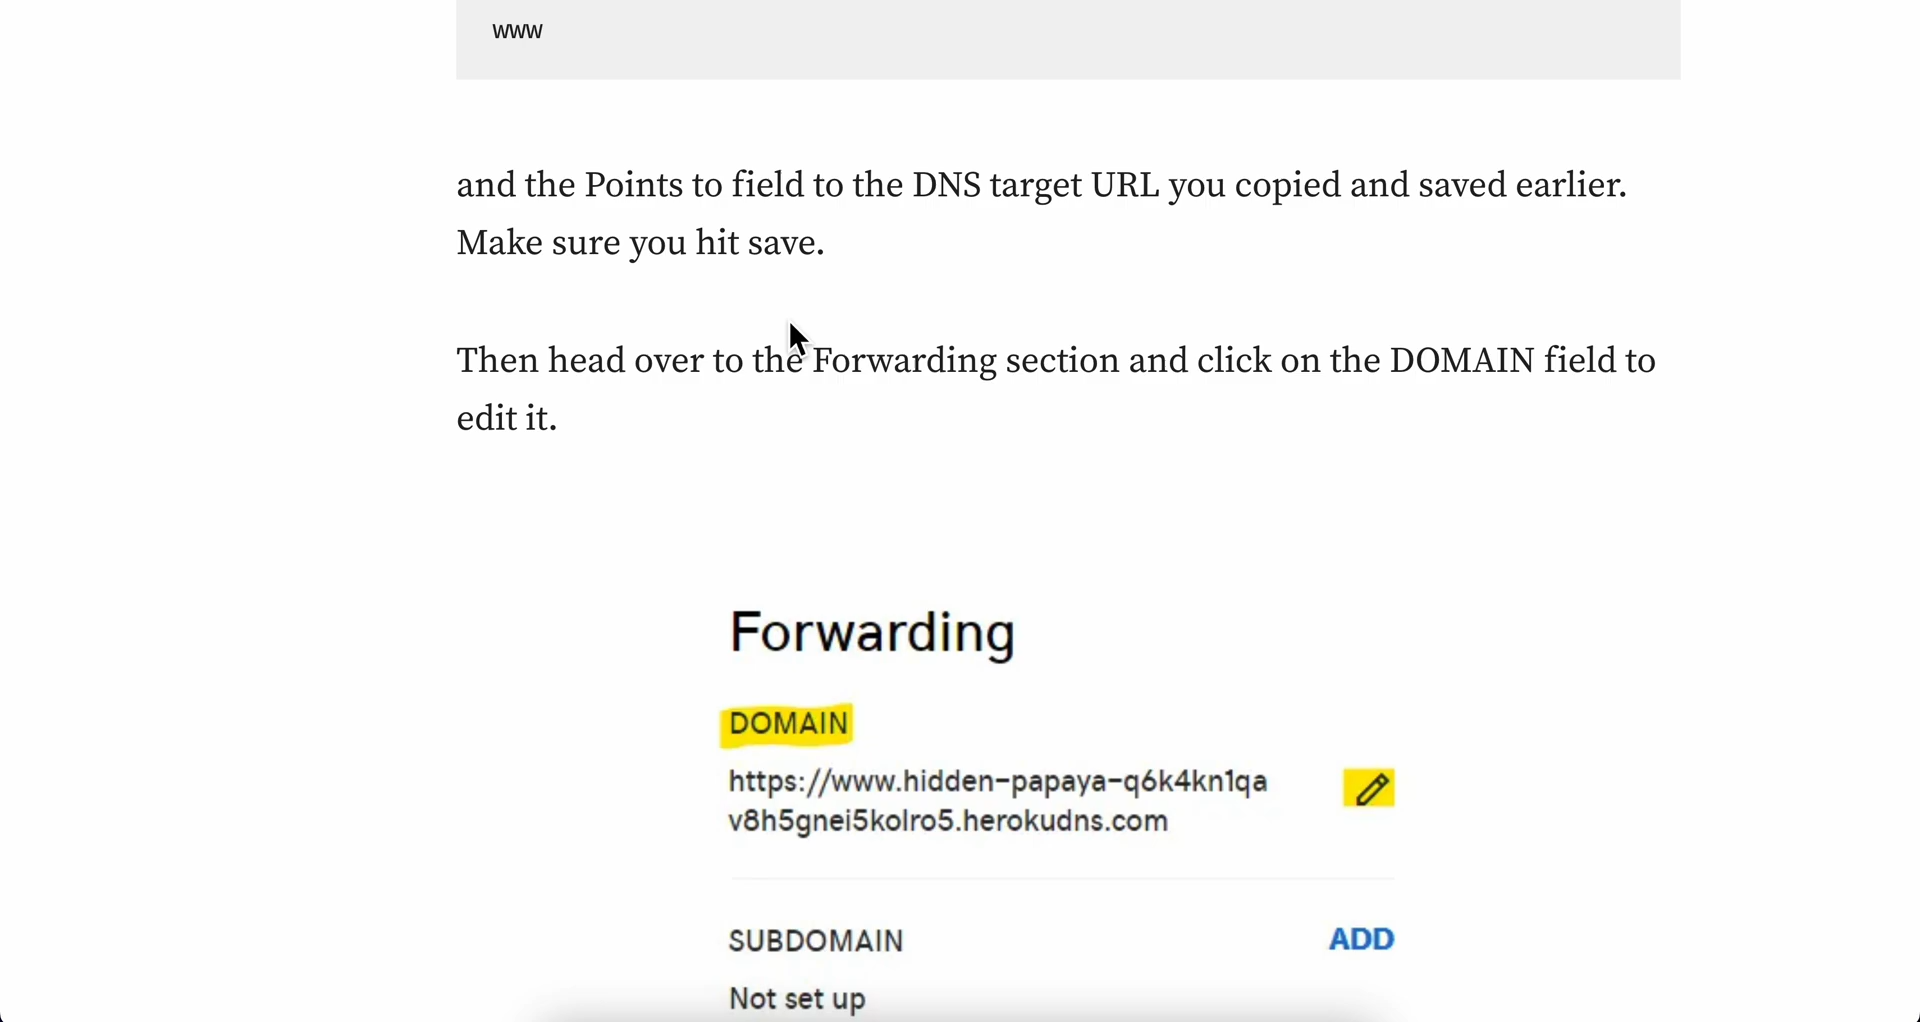 www
and the Points to field to the DNS target URL you copied and saved earlier.
Make sure you hit save.
Then head over to the Forwarding section and click on the DOMAIN field to
edit it.
Forwarding
DOMAIN
https://www.hidden-papaya-q6k4kn1qa
v8h5gnei5kolro5.herokudns.com
SUBDOMAIN ADD
Not set up